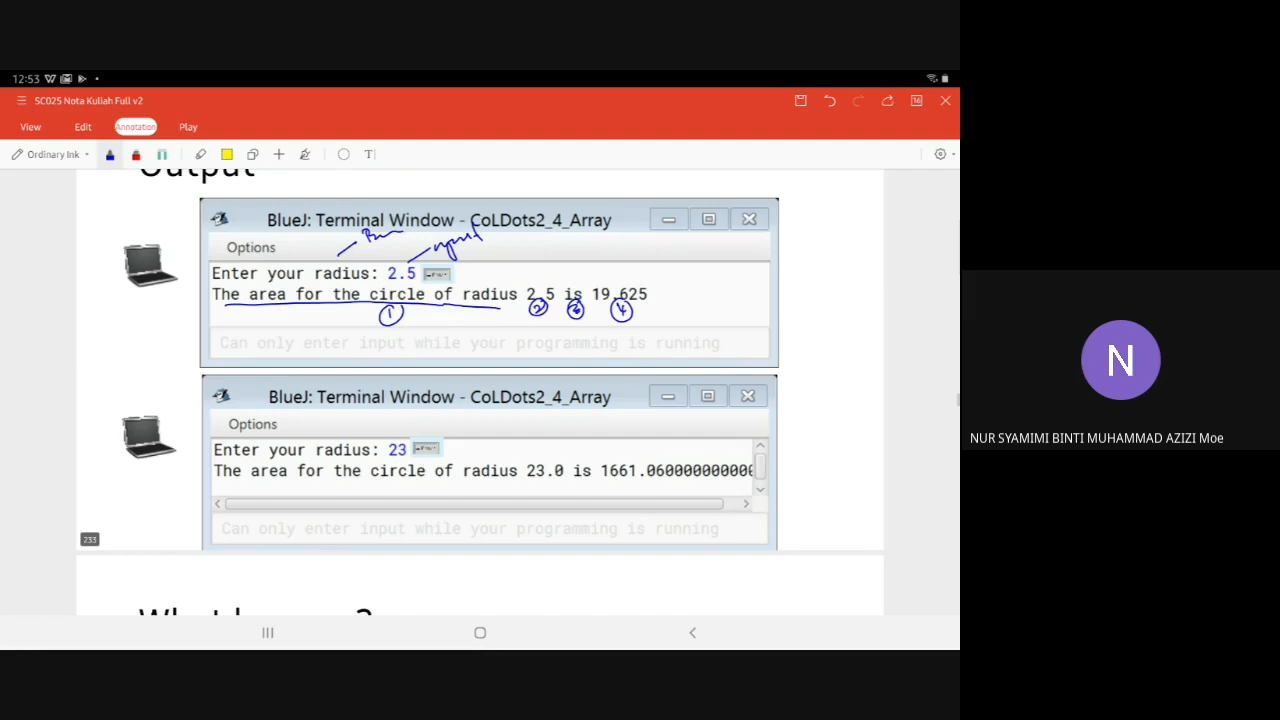 12:53
SC025 Nota Kuliah Full v2
16
View Edit Annotation Play
Ordinary Ink T
Output
BlueJ: Terminal Window - CoLDots2_4_Array
Options
Enter your radius: 2.5
The area for the circle of radius 2.5 is 19.625
1 2 3 4
Can only enter input while your programming is running
BlueJ: Terminal Window - CoLDots2_4_Array
Options
Enter your radius: 23
The area for the circle of radius 23.0 is 1661.060000000000
Can only enter input while your programming is running
233
N
NUR SYAMIMI BINTI MUHAMMAD AZIZI Moe